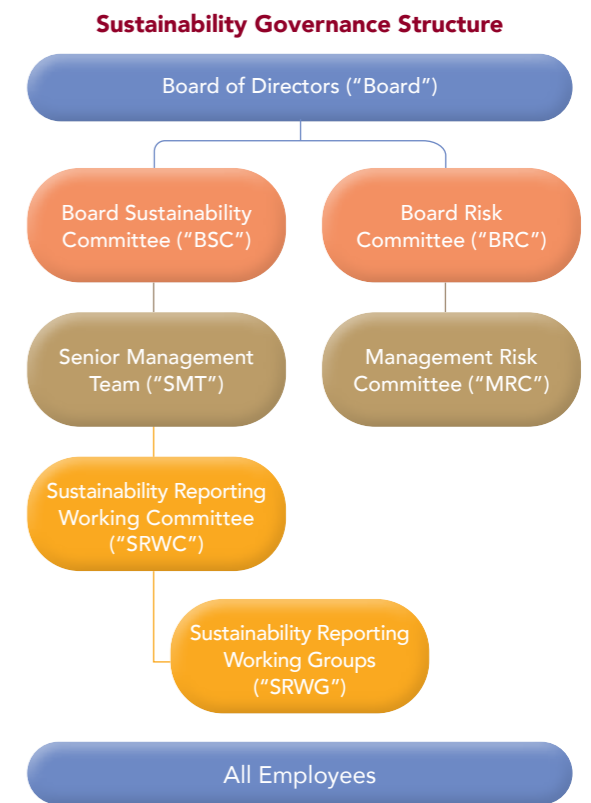 Sustainability Governance Structure
Board of Directors (“Board”)
Board Sustainability
Committee (“BSC”)
Board Risk
Committee (“BRC”)
Senior Management
Team (“SMT”)
Management Risk
Committee (“MRC”)
Sustainability Reporting
Working Committee
(“SRWC”)
Sustainability Reporting
Working Groups
(“SRWG”)
All Employees